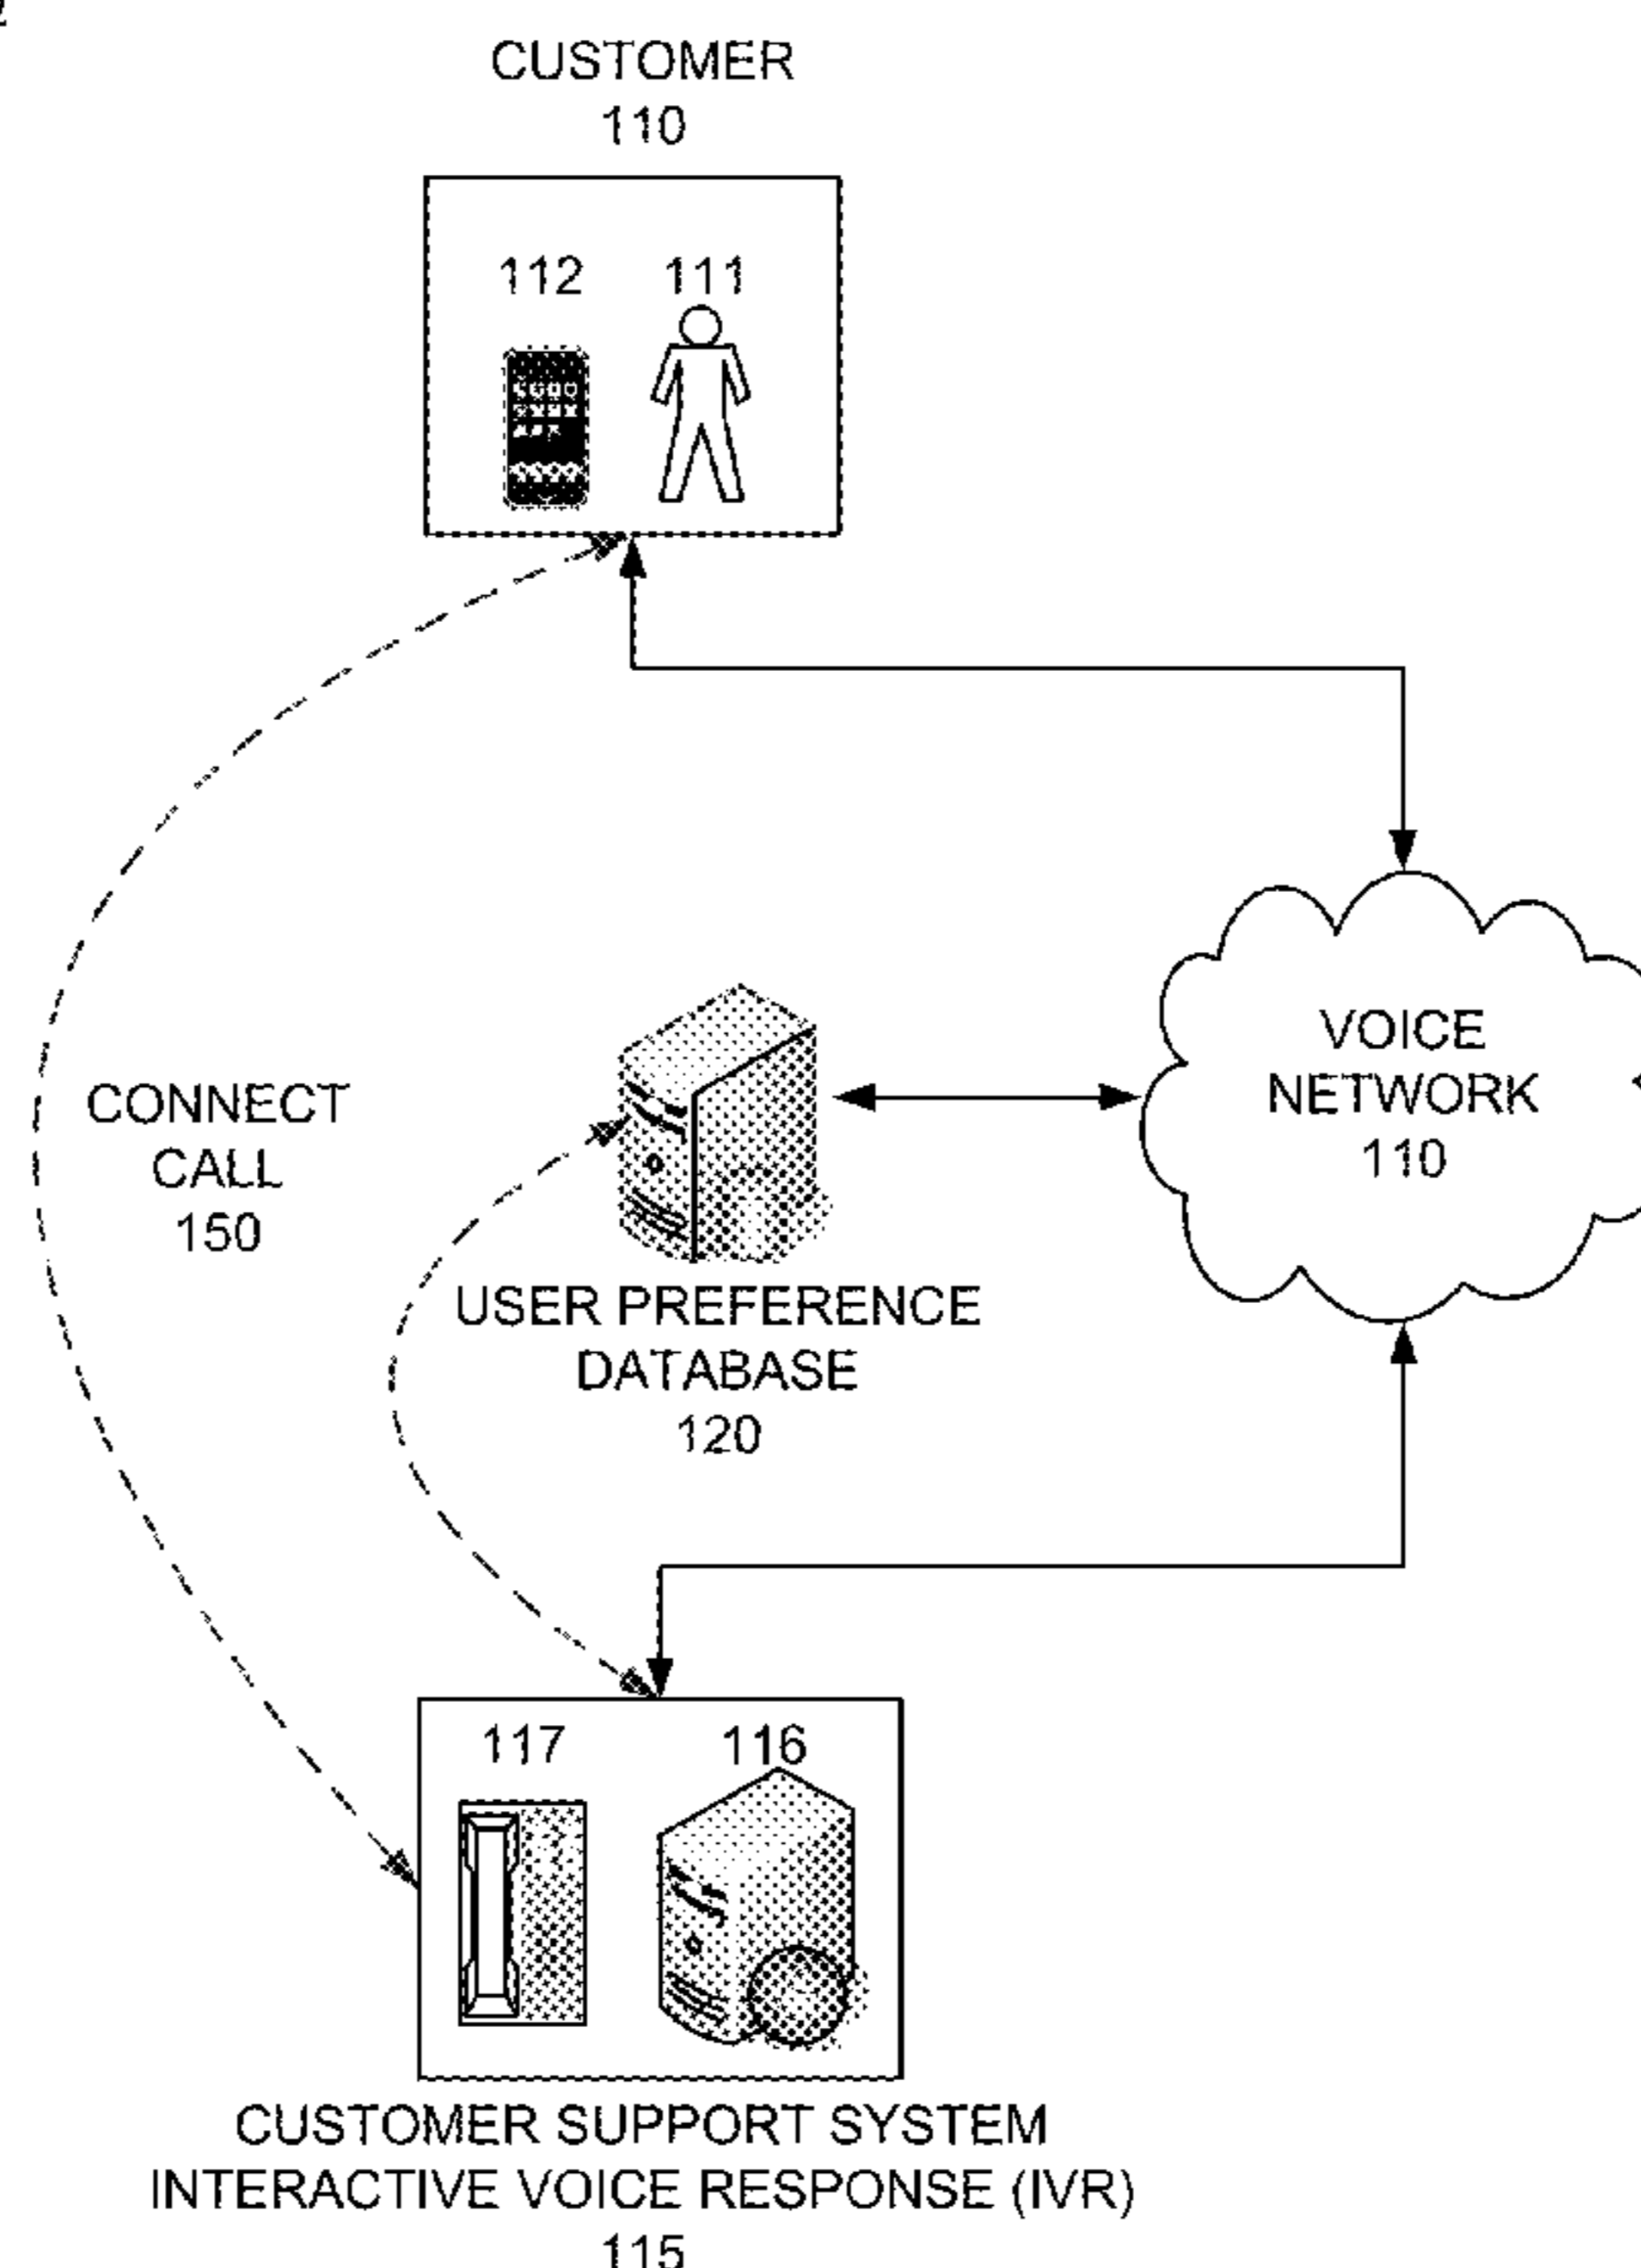 CUSTOMER
110
112 111
VOICE
NETWORK
110
CONNECT
CALL
150
USER PREFERENCE
DATABASE
120
117 116
CUSTOMER SUPPORT SYSTEM
INTERACTIVE VOICE RESPONSE (IVR)
115